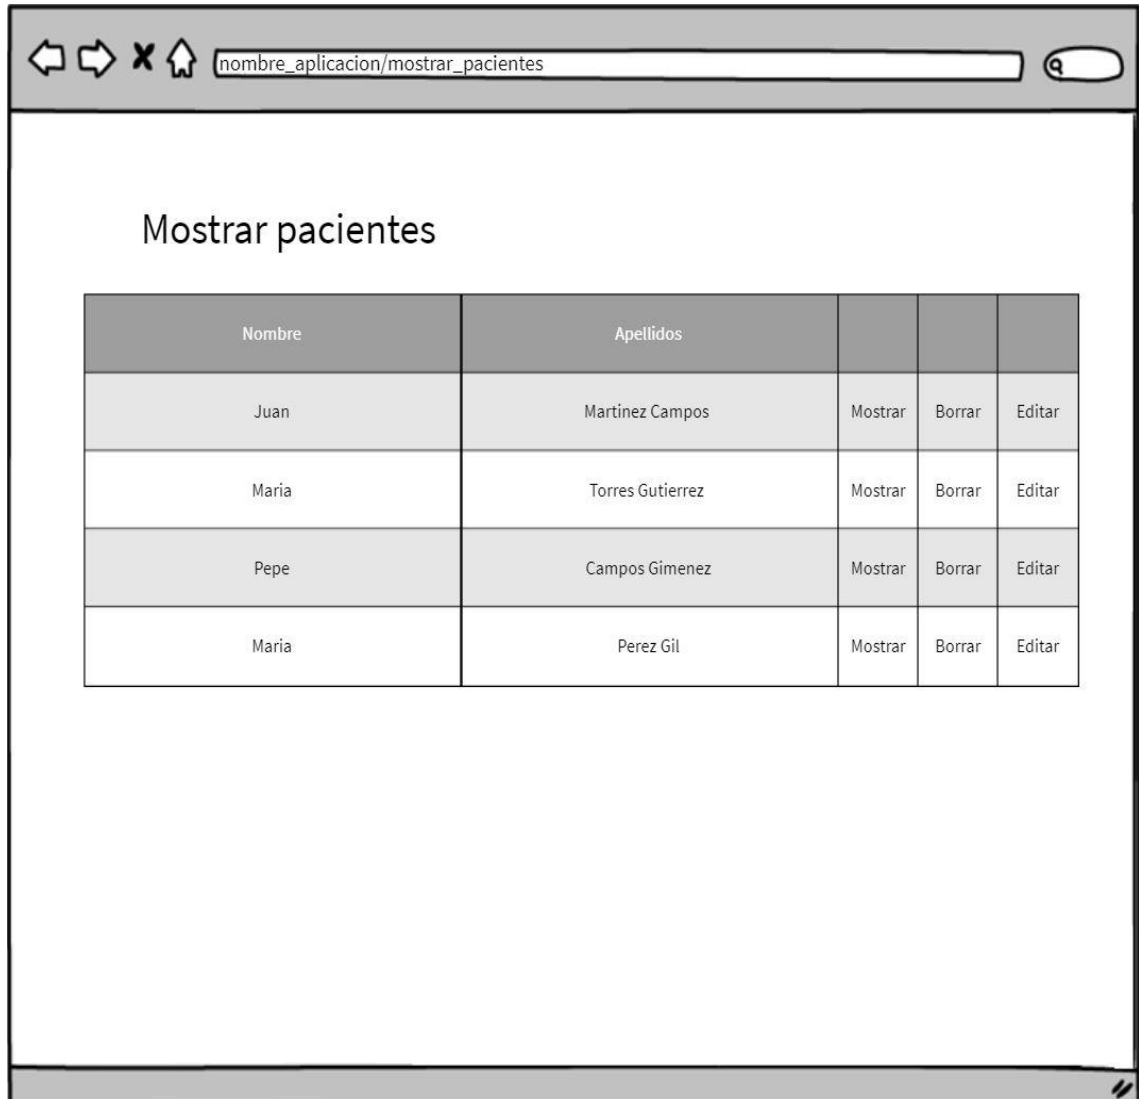 nombre_aplicacion/mostrar_pacientes
Mostrar pacientes
Nombre Apellidos
Juan Martinez Campos Mostrar Borrar Editar
Maria Torres Gutierrez Mostrar Borrar Editar
Pepe Campos Gimenez Mostrar Borrar Editar
Maria Perez Gil Mostrar Borrar Editar